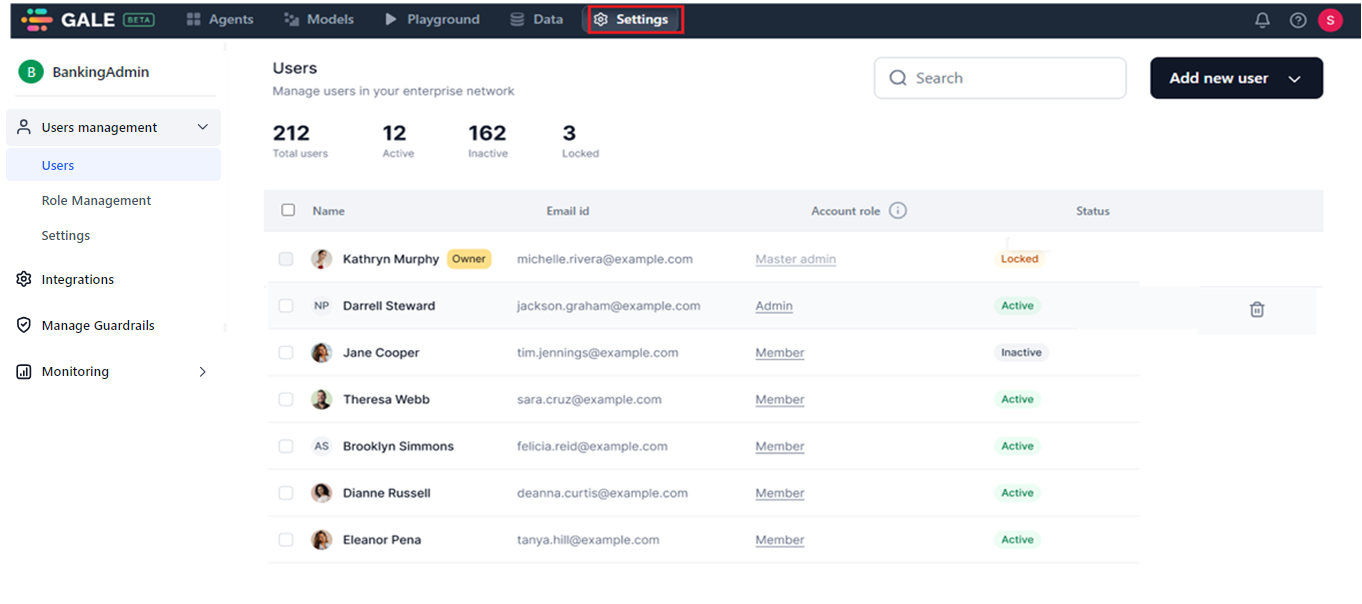 GALE BETA Agents Models Playground Data Settings S
B BankingAdmin
Users management
Users
Role Management
Settings
Integrations
Manage Guardrails
Monitoring
Users
Manage users in your enterprise network
Search
Add new user
212 12 162 3
Total users Active Inactive Locked
Name Email id Account role Status
Kathryn Murphy Owner michelle.rivera@example.com Master admin Locked
NP Darrell Steward jackson.graham@example.com Admin Active
Jane Cooper tim.jennings@example.com Member Inactive
Theresa Webb sara.cruz@example.com Member Active
AS Brooklyn Simmons felicia.reid@example.com Member Active
Dianne Russell deanna.curtis@example.com Member Active
Eleanor Pena tanya.hill@example.com Member Active